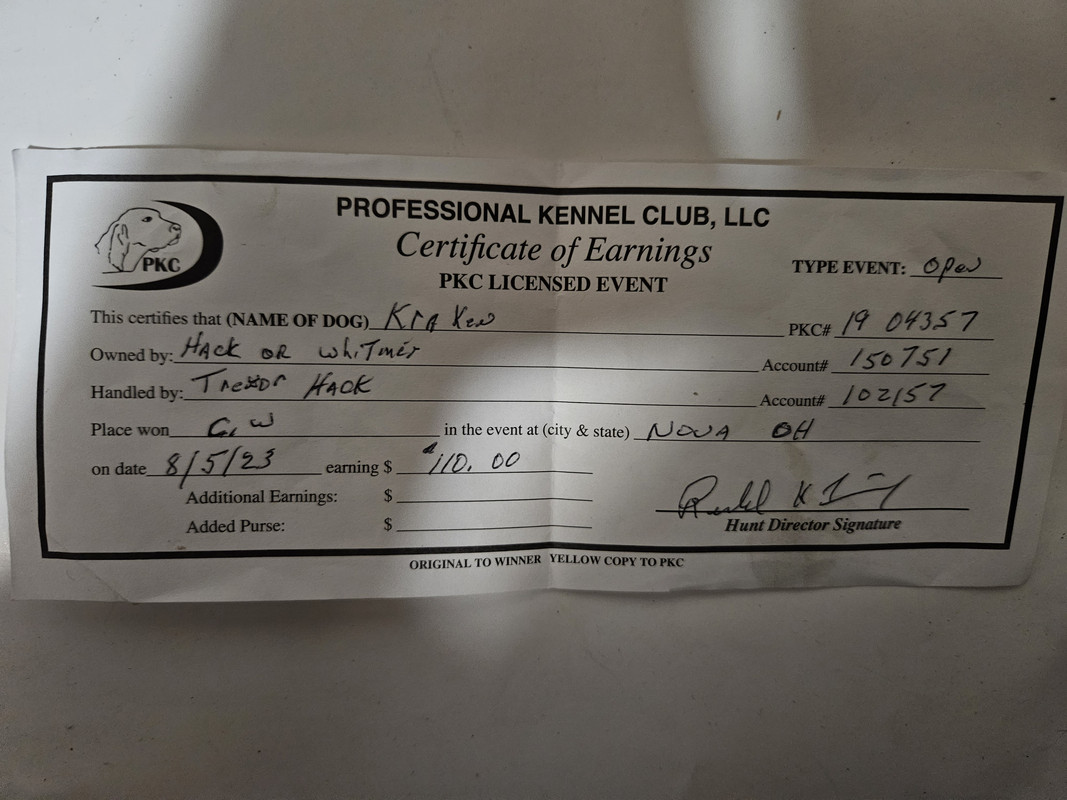 PROFESSIONAL KENNEL CLUB, LLC
Certificate of Earnings
PKC LICENSED EVENT
PKC
TYPE EVENT: Open
This certifies that (NAME OF DOG) Kraken PKC# 19 04357
Owned by: HACK OR WHITMER Account# 150751
Handled by: Trevor HACK Account# 102157
Place won C.W in the event at (city & state) NOVA OH
on date 8/5/23 earning $ $110.00
Additional Earnings: $
Added Purse: $
Hunt Director Signature
ORIGINAL TO WINNER YELLOW COPY TO PKC